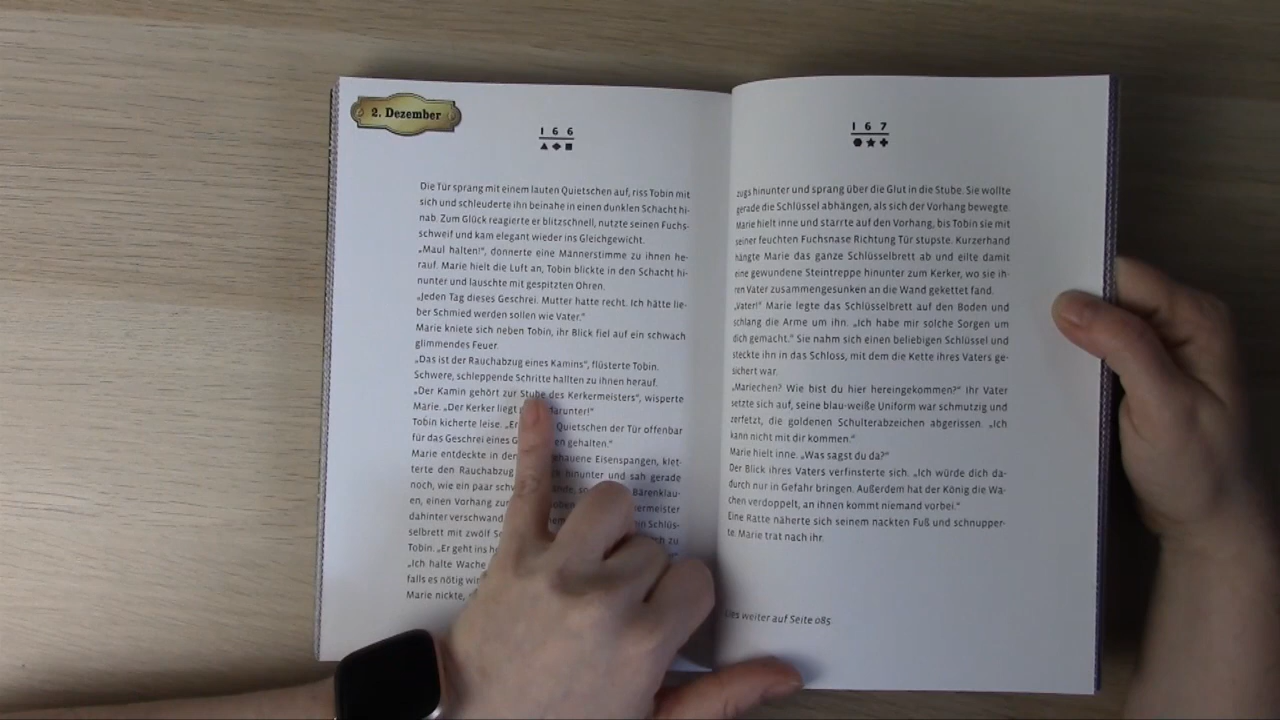 2. Dezember
166
Die Tür sprang mit einem lauten Quietschen auf, riss Tobin mit
sich und schleuderte ihn beinahe in einen dunklen Schacht hi-
nab. Zum Glück reagierte er blitzschnell, nutzte seinen Fuchs-
schweif und kam elegant wieder ins Gleichgewicht.
„Maul halten!“, donnerte eine Männerstimme zu ihnen he-
rauf. Marie hielt die Luft an, Tobin blickte in den Schacht hi-
nunter und lauschte mit gespitzten Ohren.
„Jeden Tag dieses Geschrei. Mutter hatte recht. Ich hätte lie-
ber Schmied werden sollen wie Vater.“
Marie kniete sich neben Tobin, ihr Blick fiel auf ein schwach
glimmendes Feuer.
„Das ist der Rauchabzug eines Kamins“, flüsterte Tobin.
Schwere, schleppende Schritte hallten zu ihnen herauf.
„Der Kamin gehört zur Stube des Kerkermeisters“, wisperte
Marie. „Der Kerker liegt darunter!“
Tobin kicherte leise. Quietschen der Tür offenbar
für das Geschrei eines gehalten.“
Marie entdeckte in den gehauene Eisenspangen, klet-
terte den Rauchabzug hinunter und sah gerade
noch, wie ein paar Bärenklau-
en, einen Vorhang
dahinter verschwand Schlüs-
selbrett mit zwölf zu
Tobin. „Er geht ins
„Ich halte Wache
falls es nötig
Marie nickte,
167
zugs hinunter und sprang über die Glut in die Stube. Sie wollte
gerade die Schlüssel abhängen, als sich der Vorhang bewegte.
Marie hielt inne und starrte auf den Vorhang, bis Tobin sie mit
seiner feuchten Fuchsnase Richtung Tür stupste. Kurzerhand
hängte Marie das ganze Schlüsselbrett ab und eilte damit
eine gewundene Steintreppe hinunter zum Kerker, wo sie ih-
ren Vater zusammengesunken an die Wand gekettet fand.
„Vater!“ Marie legte das Schlüsselbrett auf den Boden und
schlang die Arme um ihn. „Ich habe mir solche Sorgen um
dich gemacht.“ Sie nahm sich einen beliebigen Schlüssel und
steckte ihn in das Schloss, mit dem die Kette ihres Vaters ge-
sichert war.
„Mariechen? Wie bist du hier hereingekommen?“ Ihr Vater
setzte sich auf, seine blau-weiße Uniform war schmutzig und
zerfetzt, die goldenen Schulterabzeichen abgerissen. „Ich
kann nicht mit dir kommen.“
Marie hielt inne. „Was sagst du da?“
Der Blick ihres Vaters verfinsterte sich. „Ich würde dich da-
durch nur in Gefahr bringen. Außerdem hat der König die Wa-
chen verdoppelt, an ihnen kommt niemand vorbei.“
Eine Ratte näherte sich seinem nackten Fuß und schnupper-
te. Marie trat nach ihr.
weiter auf Seite 085